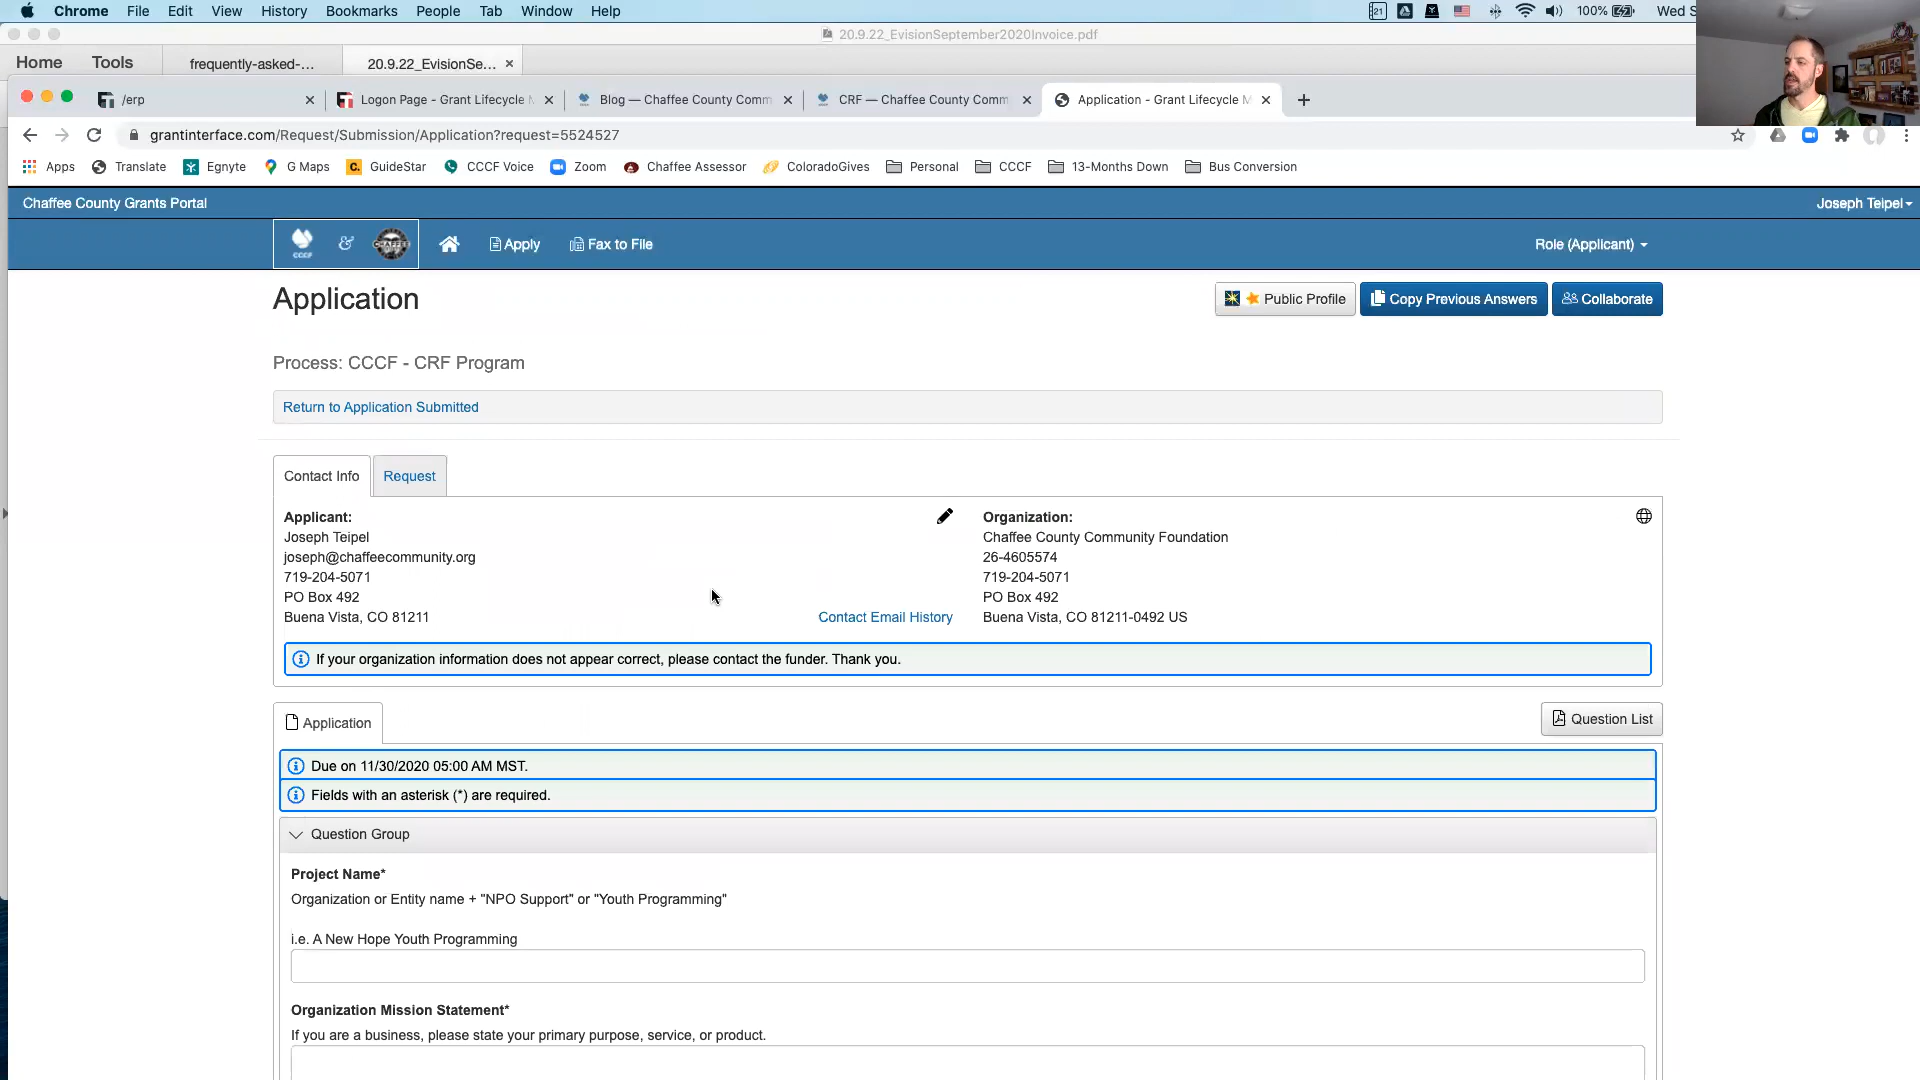 Chrome File Edit View History Bookmarks People Tab Window Help
21 100% Wed S
20.9.22_EvisionSeptember2020Invoice.pdf
Home Tools frequently-asked-... 20.9.22_EvisionSe... ×
/erp × Logon Page - Grant Lifecycle M × Blog — Chaffee County Comm × CRF — Chaffee County Comm × Application - Grant Lifecycle M × +
grantinterface.com/Request/Submission/Application?request=5524527
Apps Translate Egnyte G Maps GuideStar CCCF Voice Zoom Chaffee Assessor ColoradoGives Personal CCCF 13-Months Down Bus Conversion
Chaffee County Grants Portal Joseph Teipel
CCCF & CHAFFEE Apply Fax to File Role (Applicant)
Application Public Profile Copy Previous Answers Collaborate
Process: CCCF - CRF Program
Return to Application Submitted
Contact Info Request
Applicant: Organization:
Joseph Teipel Chaffee County Community Foundation
joseph@chaffeecommunity.org 26-4605574
719-204-5071 719-204-5071
PO Box 492 PO Box 492
Buena Vista, CO 81211 Contact Email History Buena Vista, CO 81211-0492 US
If your organization information does not appear correct, please contact the funder. Thank you.
Application Question List
Due on 11/30/2020 05:00 AM MST.
Fields with an asterisk (*) are required.
Question Group
Project Name*
Organization or Entity name + "NPO Support" or "Youth Programming"
i.e. A New Hope Youth Programming
Organization Mission Statement*
If you are a business, please state your primary purpose, service, or product.